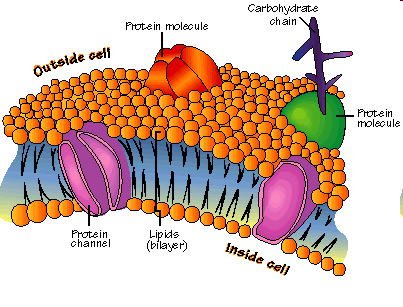 Carbohydrate
chain
Protein molecule
Outside cell
Protein
molecule
Protein
channel
Lipids
(bilayer)
Inside cell